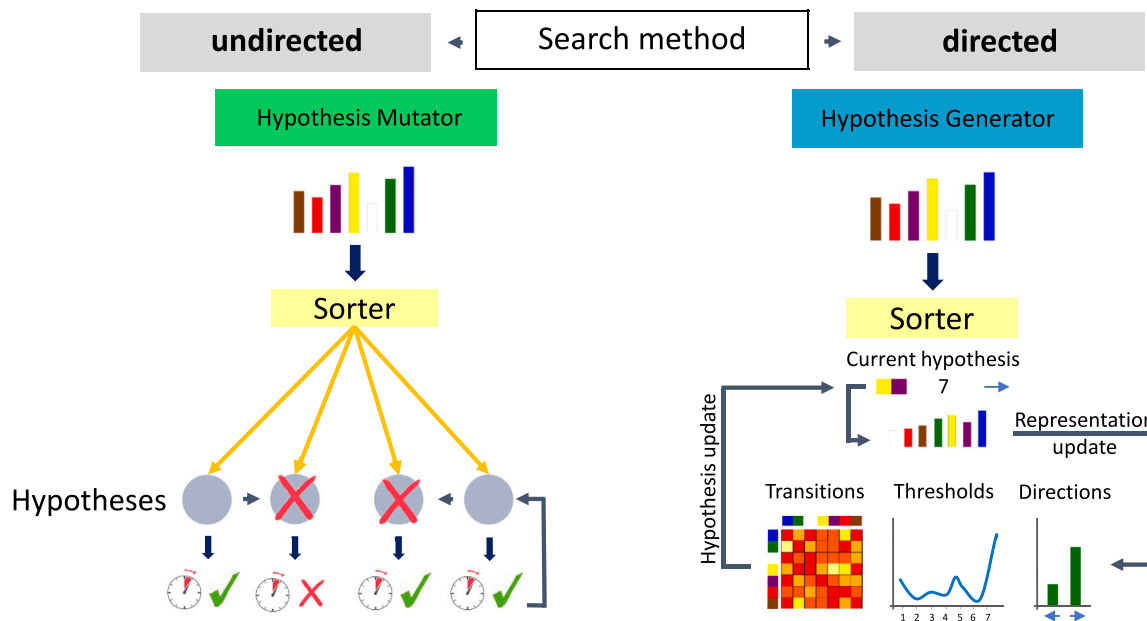 undirected
Search method
directed
Hypothesis Mutator
Hypothesis Generator
Sorter
Sorter
Current hypothesis
7
Representation
update
Hypothesis update
Hypotheses
Transitions
Thresholds
Directions
1 2 3 4 5 6 7